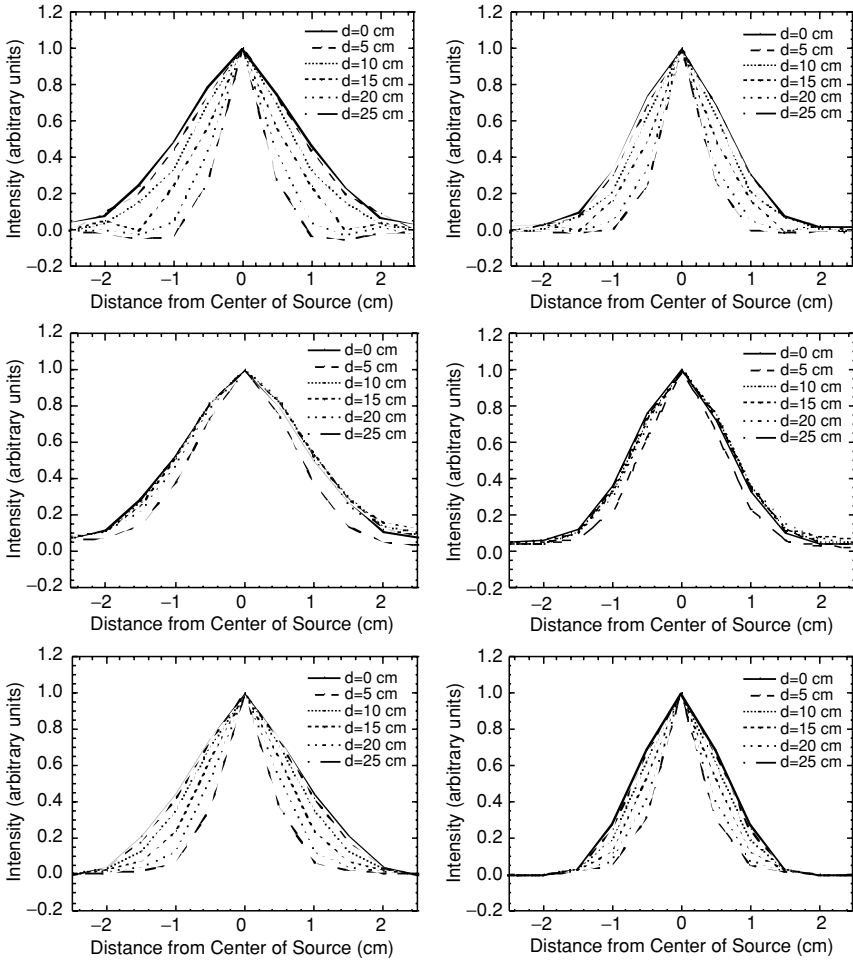 Intensity (arbitrary units)
1.2
1.0
0.8
0.6
0.4
0.2
0.0
−0.2
d=0 cm
d=5 cm
d=10 cm
d=15 cm
d=20 cm
d=25 cm
−2 −1 0 1 2
Distance from Center of Source (cm)
Intensity (arbitrary units)
1.2
1.0
0.8
0.6
0.4
0.2
0.0
−0.2
d=0 cm
d=5 cm
d=10 cm
d=15 cm
d=20 cm
d=25 cm
−2 −1 0 1 2
Distance from Center of Source (cm)
Intensity (arbitrary units)
1.2
1.0
0.8
0.6
0.4
0.2
0.0
−0.2
d=0 cm
d=5 cm
d=10 cm
d=15 cm
d=20 cm
d=25 cm
−2 −1 0 1 2
Distance from Center of Source (cm)
Intensity (arbitrary units)
1.2
1.0
0.8
0.6
0.4
0.2
0.0
−0.2
d=0 cm
d=5 cm
d=10 cm
d=15 cm
d=20 cm
d=25 cm
−2 −1 0 1 2
Distance from Center of Source (cm)
Intensity (arbitrary units)
1.2
1.0
0.8
0.6
0.4
0.2
0.0
−0.2
d=0 cm
d=5 cm
d=10 cm
d=15 cm
d=20 cm
d=25 cm
−2 −1 0 1 2
Distance from Center of Source (cm)
Intensity (arbitrary units)
1.2
1.0
0.8
0.6
0.4
0.2
0.0
−0.2
d=0 cm
d=5 cm
d=10 cm
d=15 cm
d=20 cm
d=25 cm
−2 −1 0 1 2
Distance from Center of Source (cm)